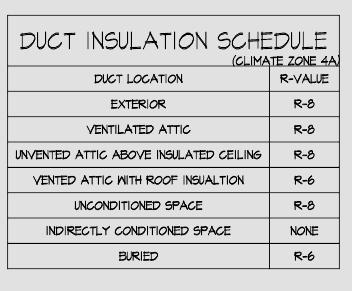 DUCT INSULATION SCHEDULE
(CLIMATE ZONE 4A)
DUCT LOCATION R-VALUE
EXTERIOR R-8
VENTILATED ATTIC R-8
UNVENTED ATTIC ABOVE INSULATED CEILING R-8
VENTED ATTIC WITH ROOF INSUALTION R-6
UNCONDITIONED SPACE R-8
INDIRECTLY CONDITIONED SPACE NONE
BURIED R-6